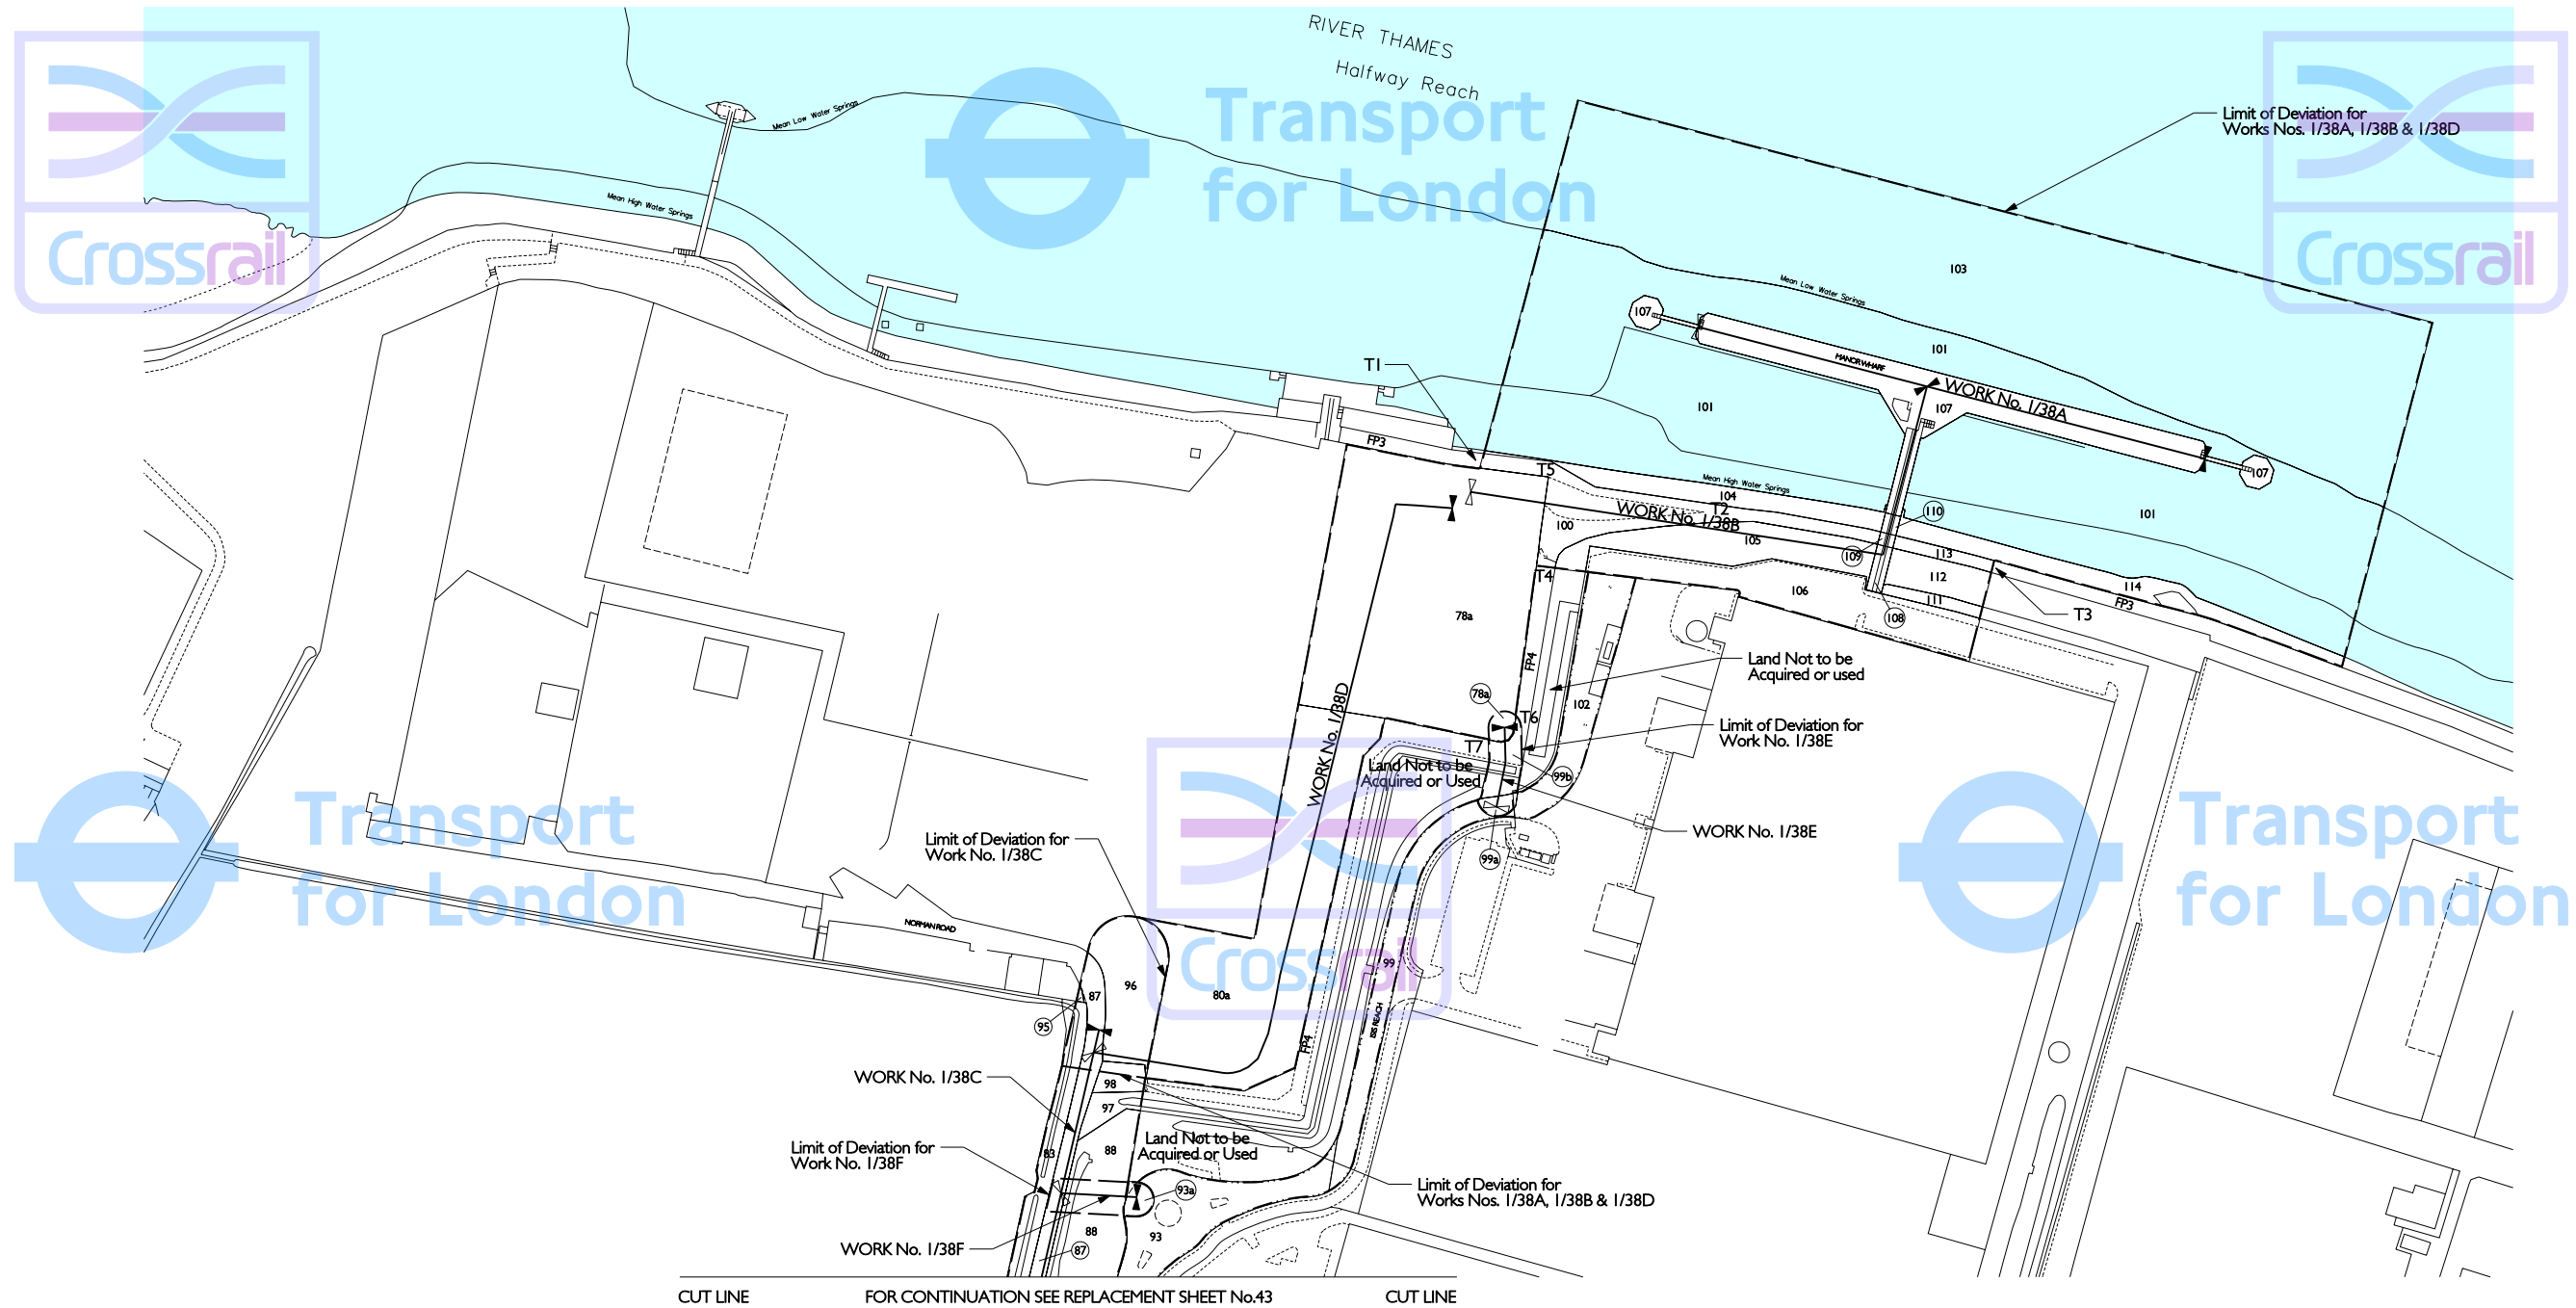 RIVER THAMES
Halfway Reach
Limit of Deviation for
Works Nos. 1/38A, 1/38B & 1/38D
Transport
for London
Crossrail
Crossrail
Mean Low Water Springs
Mean High Water Springs
103
Mean Low Water Springs
107
101
MANOR WHARF
WORK No. 1/38A
T1
101
107
FP3
T5
107
Mean High Water Springs
104
T2
WORK No. 1/38B
100
110
101
105
109
113
T4
112
106
111
114
FP3
108
T3
78a
FP4
Land Not to be
Acquired or used
WORK No. 1/38D
78a
102
T6
Limit of Deviation for
Work No. 1/38E
T7
Land Not to be
Acquired or Used
99b
WORK No. 1/38E
99a
Transport
for London
Crossrail
Transport
for London
Limit of Deviation for
Work No. 1/38C
NORMAN ROAD
99
96
87
80a
95
ISIS REACH
FP4
WORK No. 1/38C
98
97
Limit of Deviation for
Work No. 1/38F
83
88
Land Not to be
Acquired or Used
93a
Limit of Deviation for
Works Nos. 1/38A, 1/38B & 1/38D
WORK No. 1/38F
88
93
87
CUT LINE
FOR CONTINUATION SEE REPLACEMENT SHEET No.43
CUT LINE